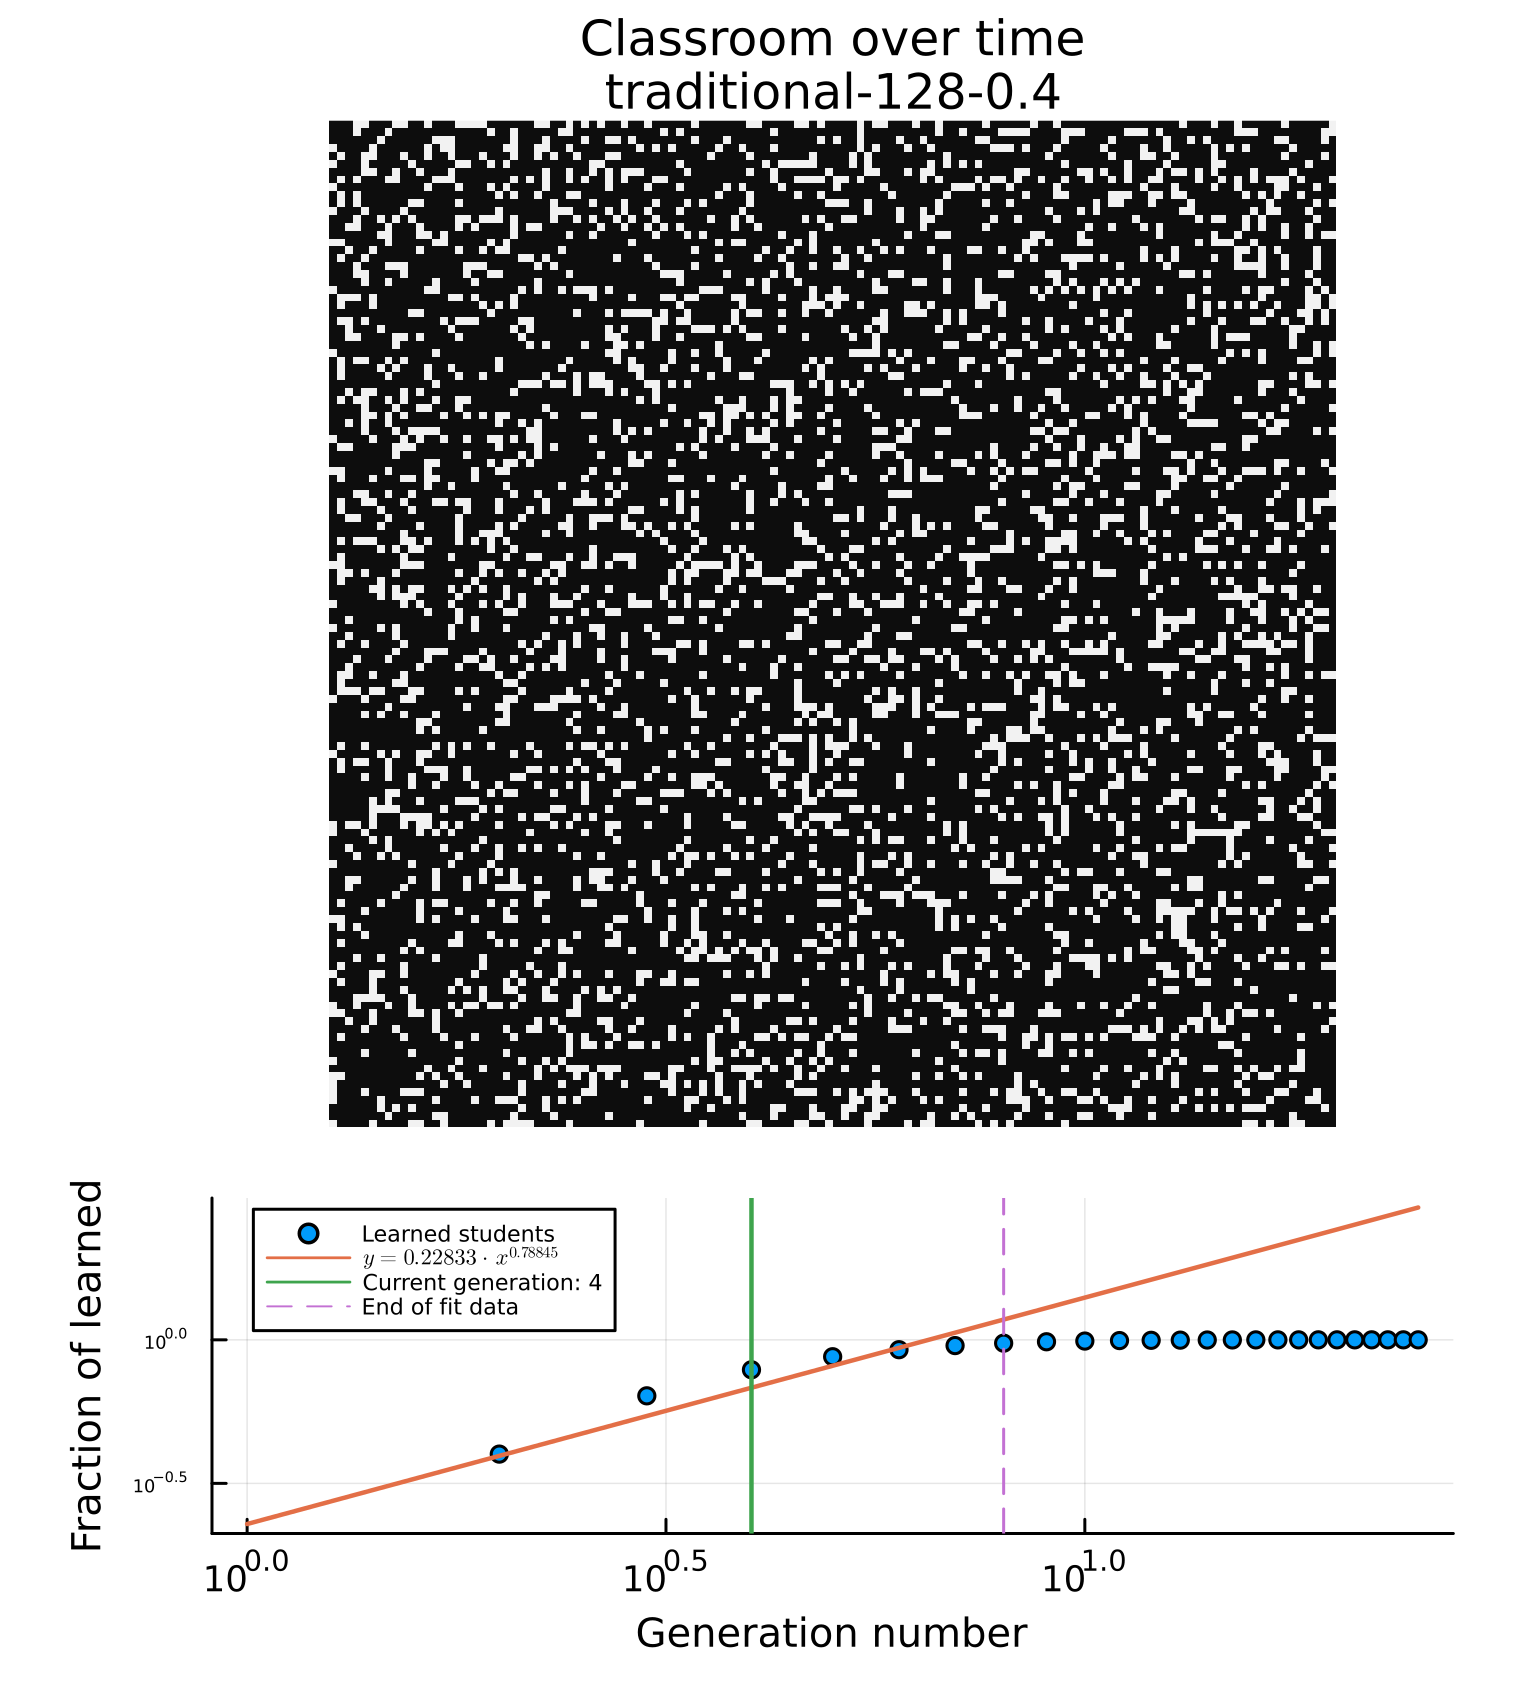 Classroom over time
traditional-128-0.4
Fraction of learned
Learned students
y = 0.22833 · x^0.78845
Current generation: 4
End of fit data
10^0.0
10^−0.5
10^0.0
10^0.5
10^1.0
Generation number